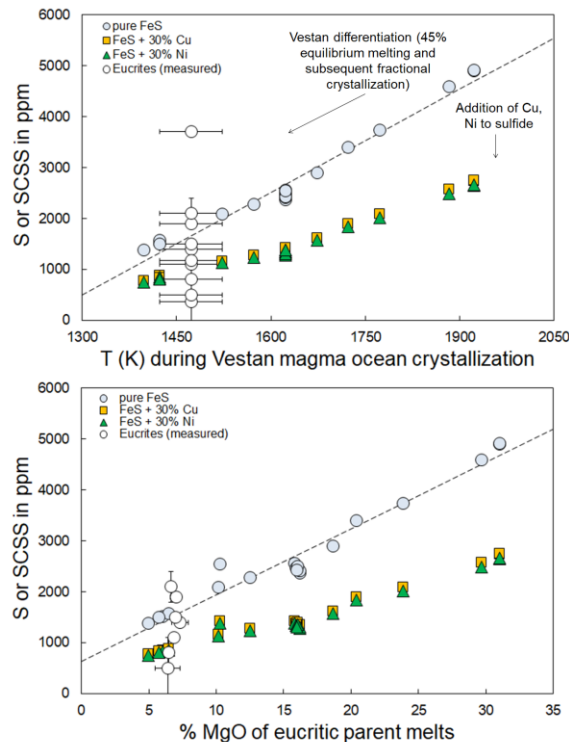 6000
5000
4000
3000
2000
1000
0
S or SCSS in ppm
pure FeS
FeS + 30% Cu
FeS + 30% Ni
Eucrites (measured)
Vestan differentiation (45%
equilibrium melting and
subsequent fractional
crystallization)
Addition of Cu,
Ni to sulfide
1300 1450 1600 1750 1900 2050
T (K) during Vestan magma ocean crystallization
6000
5000
4000
3000
2000
1000
0
S or SCSS in ppm
pure FeS
FeS + 30% Cu
FeS + 30% Ni
Eucrites (measured)
0 5 10 15 20 25 30 35
% MgO of eucritic parent melts